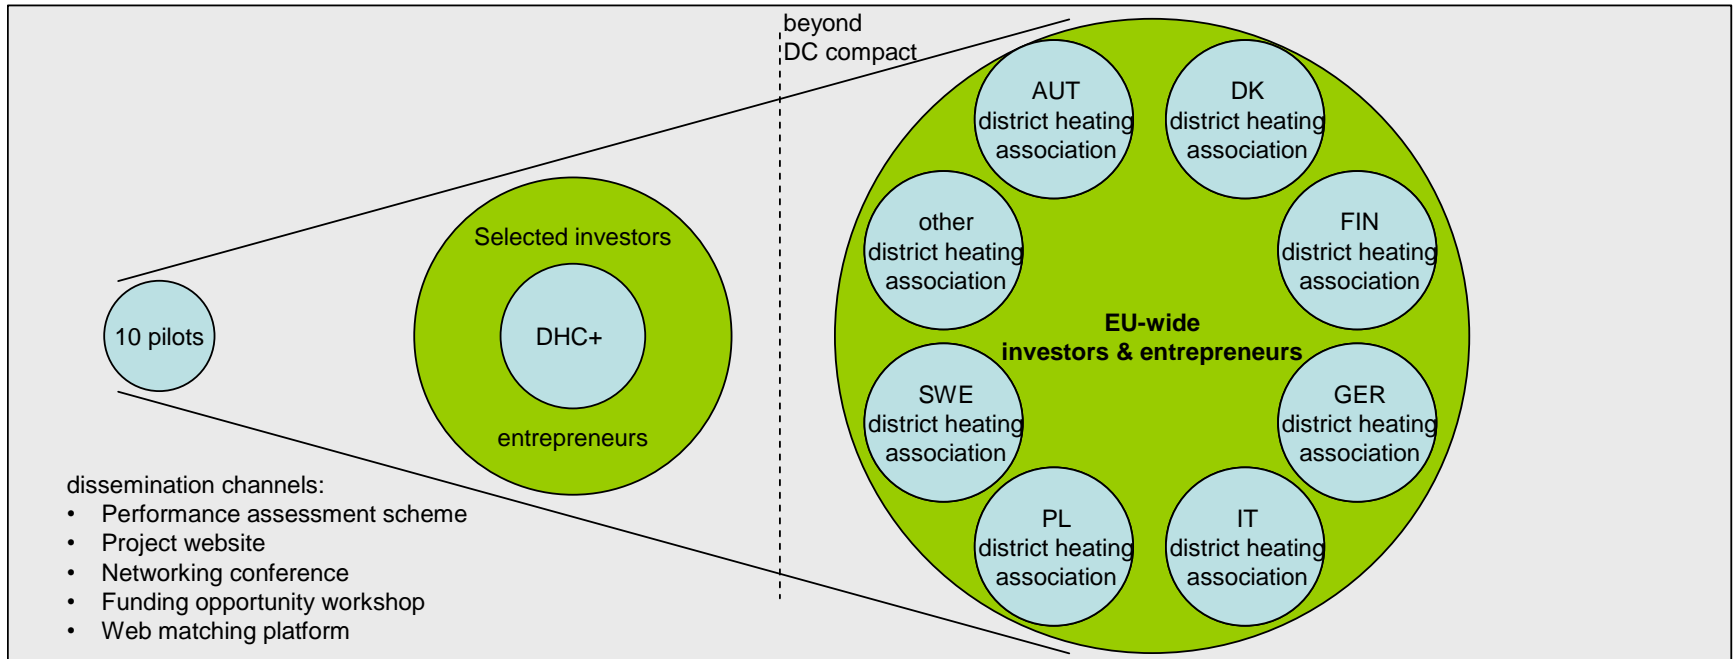 beyond
DC compact
10 pilots
Selected investors
DHC+
entrepreneurs
AUT
district heating
association
DK
district heating
association
other
district heating
association
FIN
district heating
association
EU-wide
investors & entrepreneurs
SWE
district heating
association
GER
district heating
association
PL
district heating
association
IT
district heating
association
dissemination channels:
• Performance assessment scheme
• Project website
• Networking conference
• Funding opportunity workshop
• Web matching platform